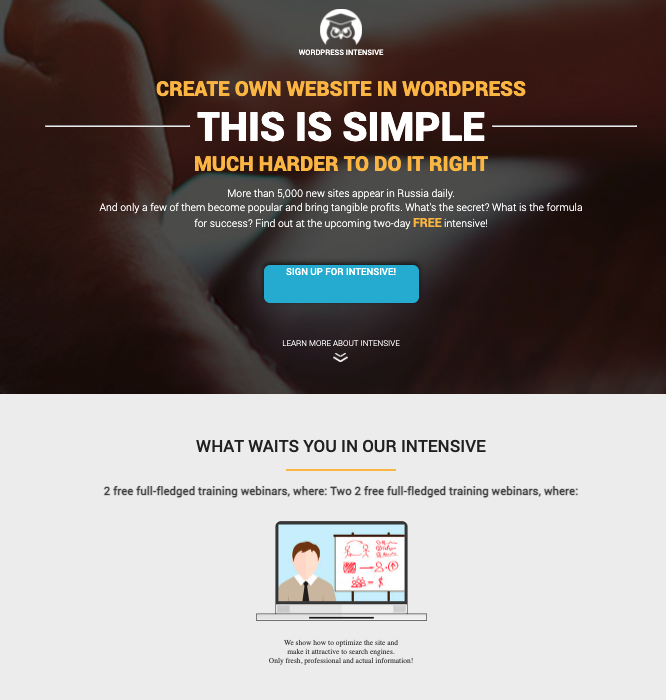 WORDPRESS INTENSIVE
CREATE OWN WEBSITE IN WORDPRESS
THIS IS SIMPLE
MUCH HARDER TO DO IT RIGHT
More than 5,000 new sites appear in Russia daily.
And only a few of them become popular and bring tangible profits. What's the secret? What is the formula
for success? Find out at the upcoming two-day FREE intensive!
SIGN UP FOR INTENSIVE!
LEARN MORE ABOUT INTENSIVE
WHAT WAITS YOU IN OUR INTENSIVE
2 free full-fledged training webinars, where: Two 2 free full-fledged training webinars, where:
We show how to optimize the site and
make it attractive to search engines.
Only fresh, professional and actual information!